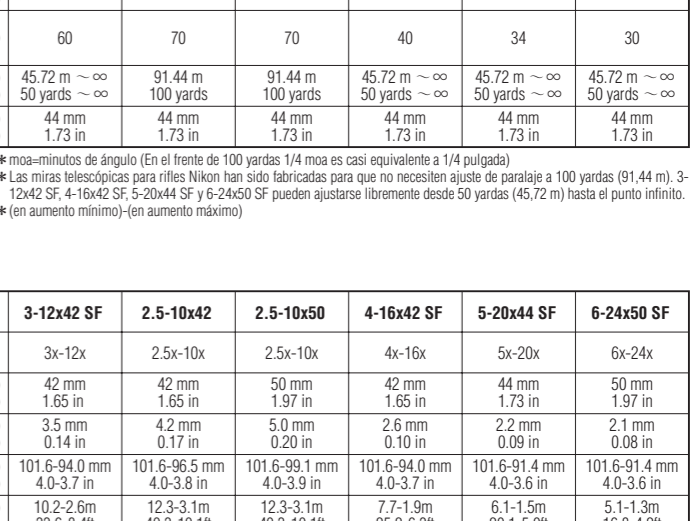 60 70 70 40 34 30
45.72 m ～∞ 91.44 m 91.44 m 45.72 m ～∞ 45.72 m ～∞ 45.72 m ～∞
50 yards ～∞ 100 yards 100 yards 50 yards ～∞ 50 yards ～∞ 50 yards ～∞
44 mm 44 mm 44 mm 44 mm 44 mm 44 mm
1.73 in 1.73 in 1.73 in 1.73 in 1.73 in 1.73 in
* moa=minutos de ángulo (En el frente de 100 yardas 1/4 moa es casi equivalente a 1/4 pulgada)
* Las miras telescópicas para rifles Nikon han sido fabricadas para que no necesiten ajuste de paralaje a 100 yardas (91,44 m). 3-
12x42 SF, 4-16x42 SF, 5-20x44 SF y 6-24x50 SF pueden ajustarse libremente desde 50 yardas (45,72 m) hasta el punto infinito.
* (en aumento mínimo)-(en aumento máximo)
3-12x42 SF 2.5-10x42 2.5-10x50 4-16x42 SF 5-20x44 SF 6-24x50 SF
3x-12x 2.5x-10x 2.5x-10x 4x-16x 5x-20x 6x-24x
42 mm 42 mm 50 mm 42 mm 44 mm 50 mm
1.65 in 1.65 in 1.97 in 1.65 in 1.73 in 1.97 in
3.5 mm 4.2 mm 5.0 mm 2.6 mm 2.2 mm 2.1 mm
0.14 in 0.17 in 0.20 in 0.10 in 0.09 in 0.08 in
101.6-94.0 mm 101.6-96.5 mm 101.6-99.1 mm 101.6-94.0 mm 101.6-91.4 mm 101.6-91.4 mm
4.0-3.7 in 4.0-3.8 in 4.0-3.9 in 4.0-3.7 in 4.0-3.6 in 4.0-3.6 in
10.2-2.6m 12.3-3.1m 12.3-3.1m 7.7-1.9m 6.1-1.5m 5.1-1.3m